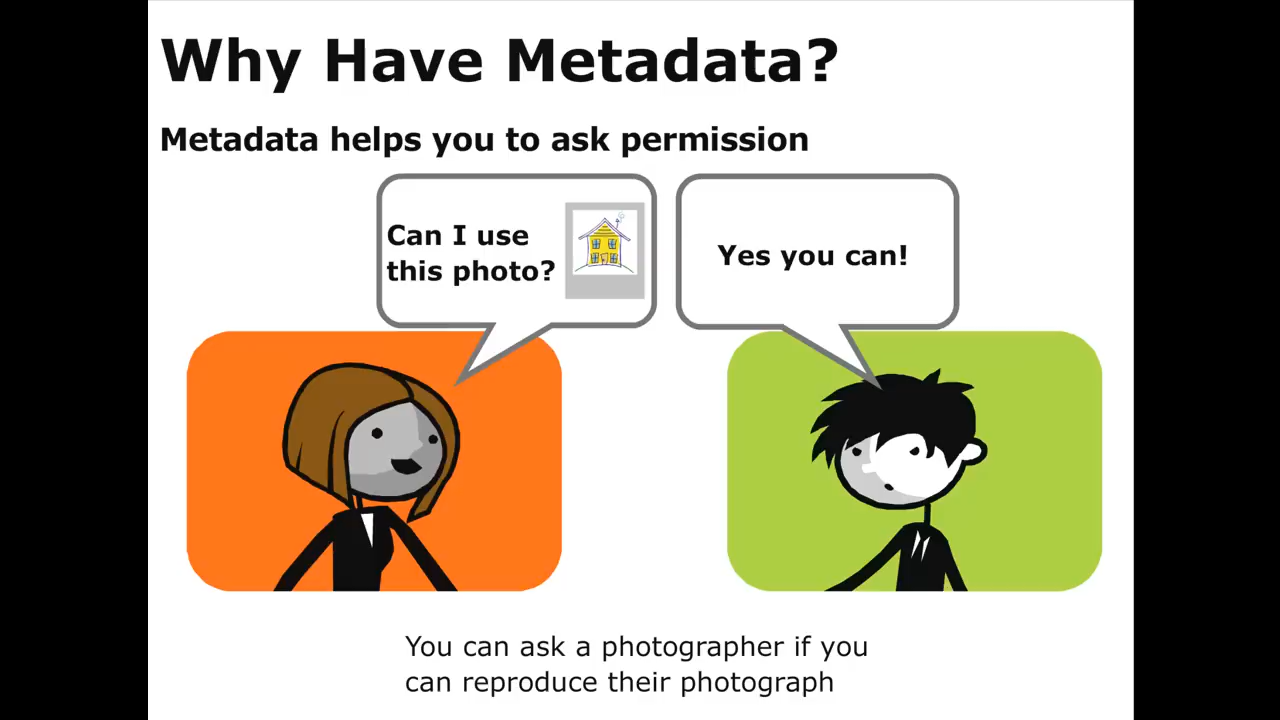 Why Have Metadata?
Metadata helps you to ask permission
Can I use
this photo?
Yes you can!
You can ask a photographer if you
can reproduce their photograph